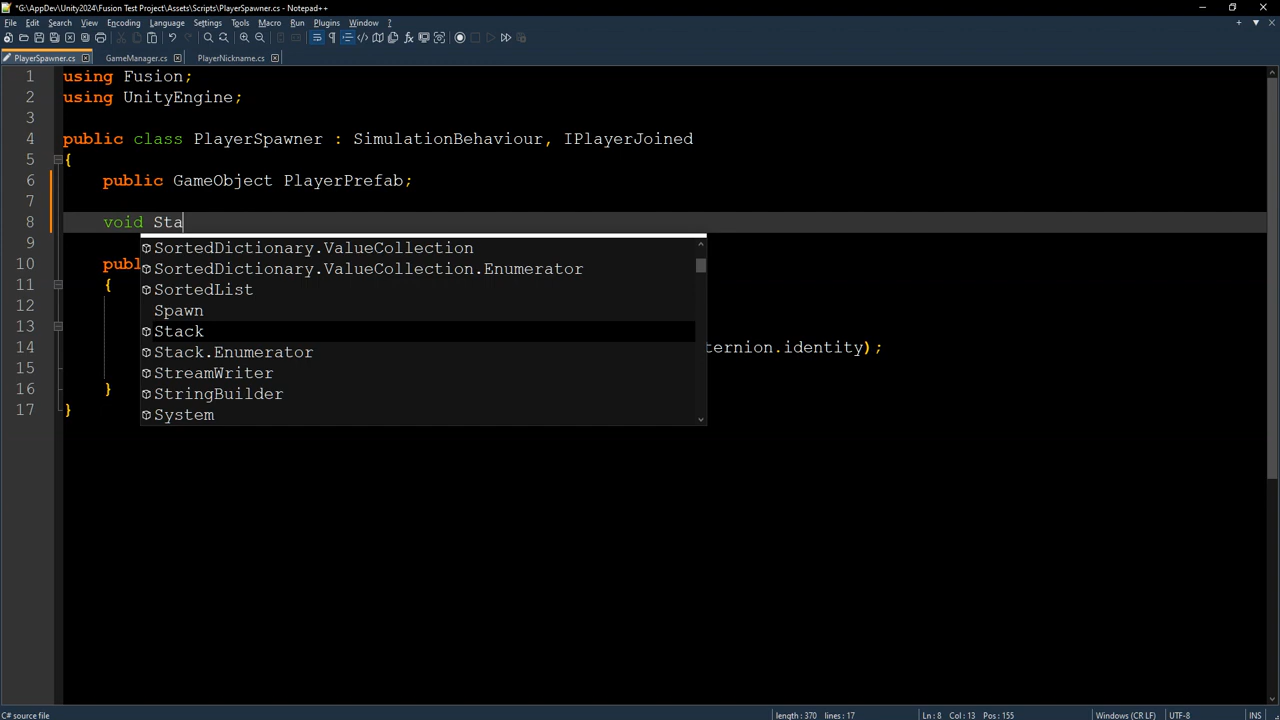 *G:\AppDev\Unity2024\Fusion Test Project\Assets\Scripts\PlayerSpawner.cs - Notepad++
File Edit Search View Encoding Language Settings Tools Macro Run Plugins Window ?
PlayerSpawner.cs GameManager.cs PlayerNickname.cs
1 using Fusion;
2 using UnityEngine;
3
4 public class PlayerSpawner : SimulationBehaviour, IPlayerJoined
5 {
6 public GameObject PlayerPrefab;
7
8 void Sta
9 SortedDictionary.ValueCollection
10 publ SortedDictionary.ValueCollection.Enumerator
11 { SortedList
12 Spawn
13 Stack
14 Stack.Enumerator ternion.identity);
15 StreamWriter
16 } StringBuilder
17 } System
C# source file length : 370 lines : 17 Ln : 8 Col : 13 Pos : 155 Windows (CR LF) UTF-8 INS